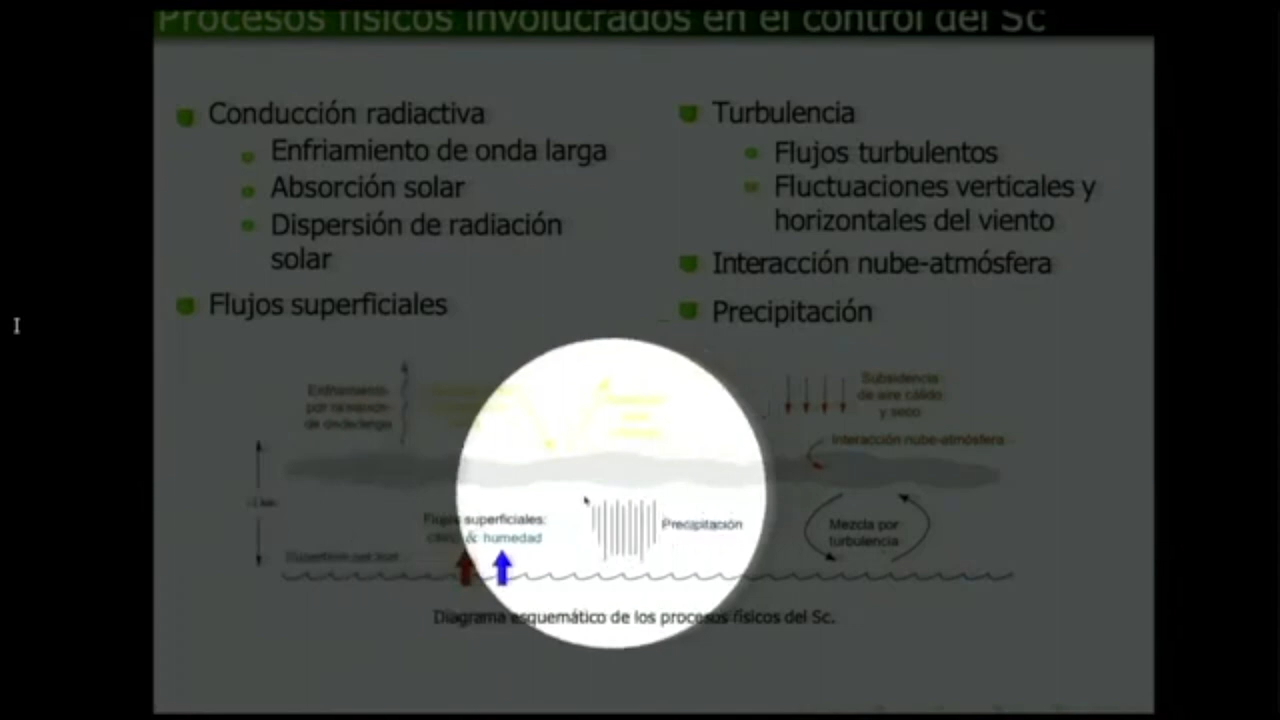 Procesos físicos involucrados en el control del Sc
Conducción radiactiva
Enfriamiento de onda larga
Absorción solar
Dispersión de radiación
solar
Flujos superficiales
Turbulencia
Flujos turbulentos
Fluctuaciones verticales y
horizontales del viento
Interacción nube-atmósfera
Precipitación
Enfriamiento
por radiación
de onda larga
Subsidencia
de aire cálido
y seco
Interacción nube-atmósfera
Flujos superficiales:
calor & humedad
Precipitación
Mezcla por
turbulencia
Superficie del mar
Diagrama esquemático de los procesos físicos del Sc.